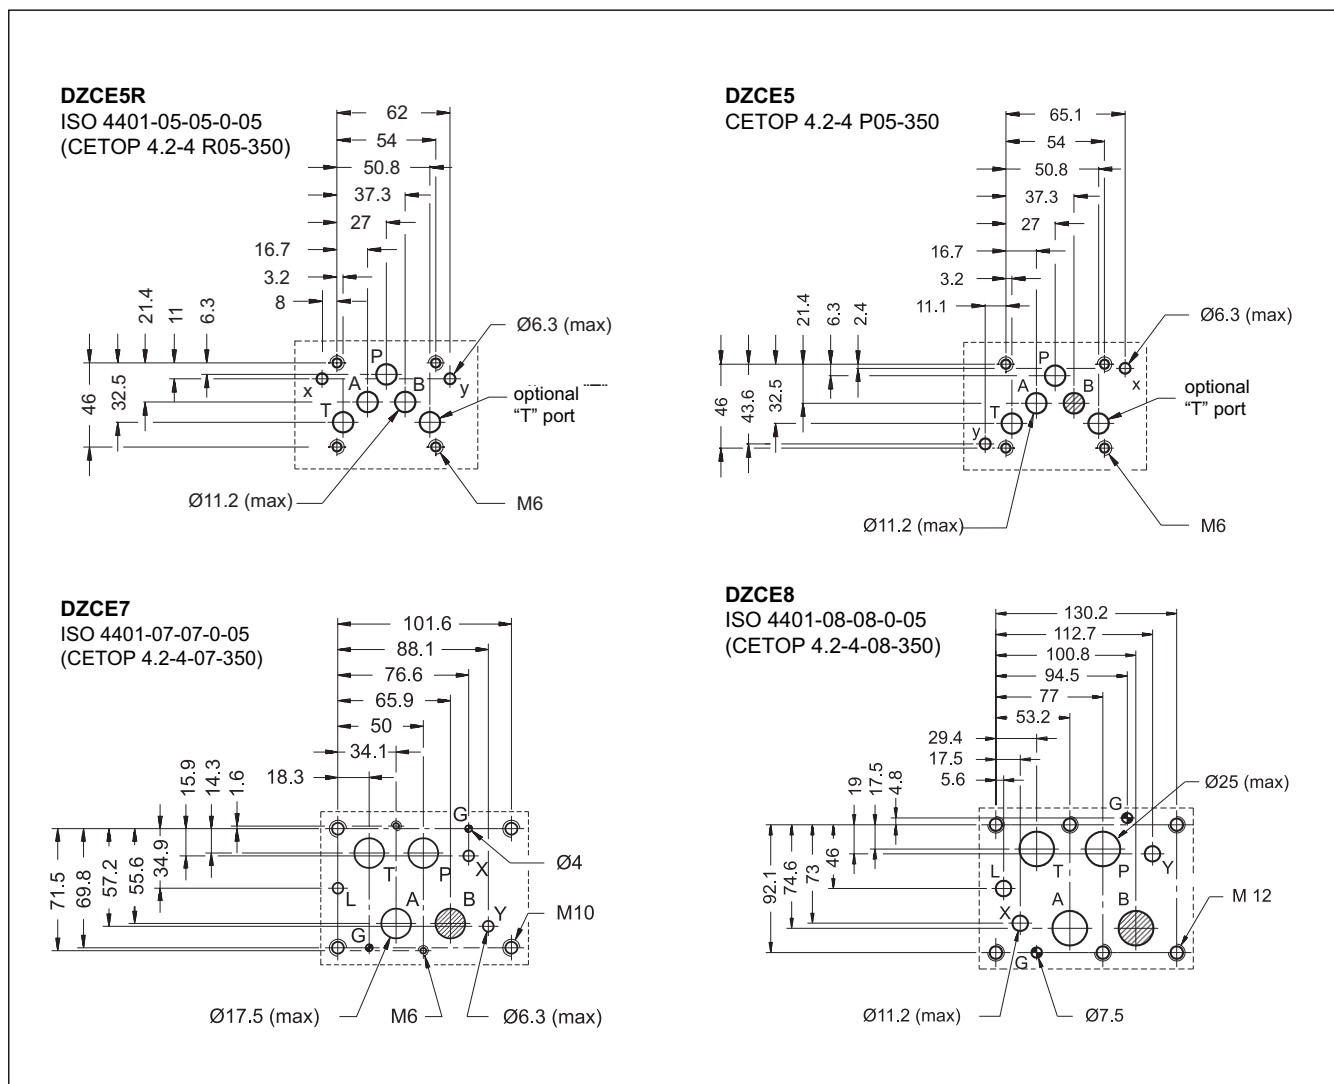 DZCE5R
ISO 4401-05-05-0-05
(CETOP 4.2-4 R05-350)
62
54
50.8
37.3
27
16.7
3.2
8
21.4
11
6.3
46
32.5
P
x
A
B
y
T
Ø6.3 (max)
optional
“T” port
Ø11.2 (max)
M6
DZCE5
CETOP 4.2-4 P05-350
65.1
54
50.8
37.3
27
16.7
3.2
11.1
21.4
6.3
2.4
46
43.6
32.5
P
A
B
x
T
y
Ø6.3 (max)
optional
“T” port
Ø11.2 (max)
M6
DZCE7
ISO 4401-07-07-0-05
(CETOP 4.2-4-07-350)
101.6
88.1
76.6
65.9
50
34.1
18.3
15.9
14.3
1.6
71.5
69.8
57.2
55.6
34.9
G
T
P
X
L
A
B
Y
G
Ø4
M10
Ø17.5 (max)
M6
Ø6.3 (max)
DZCE8
ISO 4401-08-08-0-05
(CETOP 4.2-4-08-350)
130.2
112.7
100.8
94.5
77
53.2
29.4
17.5
5.6
19
17.5
4.8
92.1
74.6
73
46
G
L
T
P
Y
X
A
B
G
Ø25 (max)
M 12
Ø11.2 (max)
Ø7.5